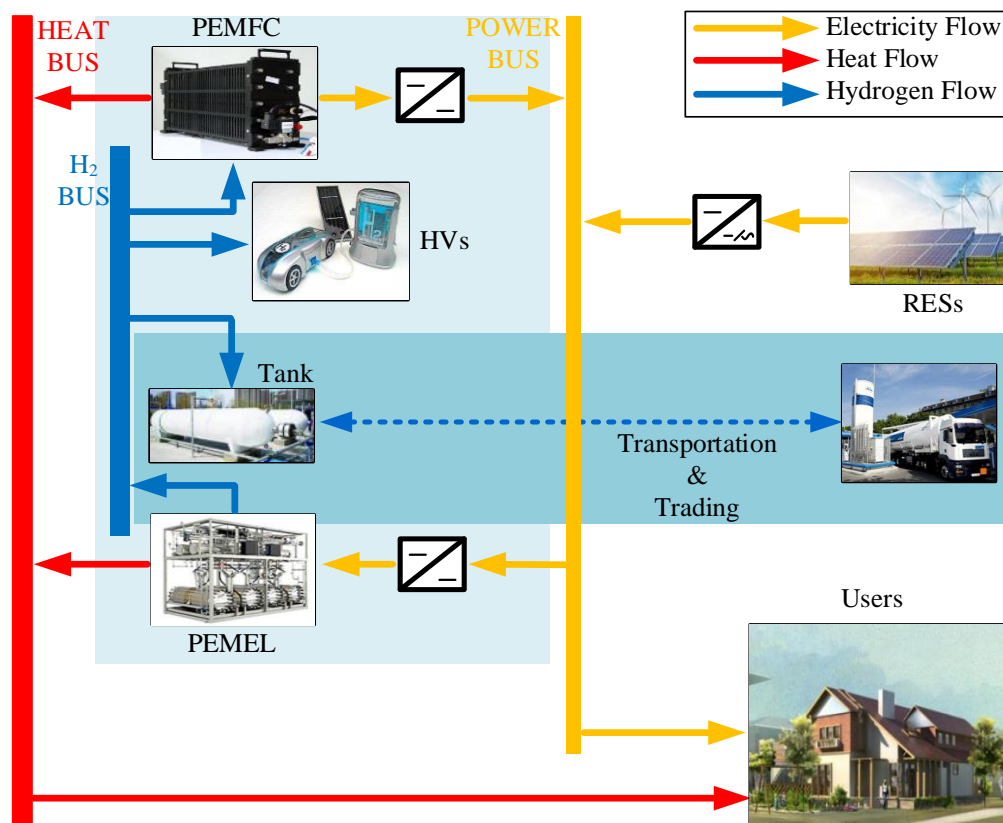 HEAT
BUS
PEMFC
POWER
BUS
Electricity Flow
Heat Flow
Hydrogen Flow
H₂
BUS
HVs
RESs
Tank
Transportation
&
Trading
PEMEL
Users